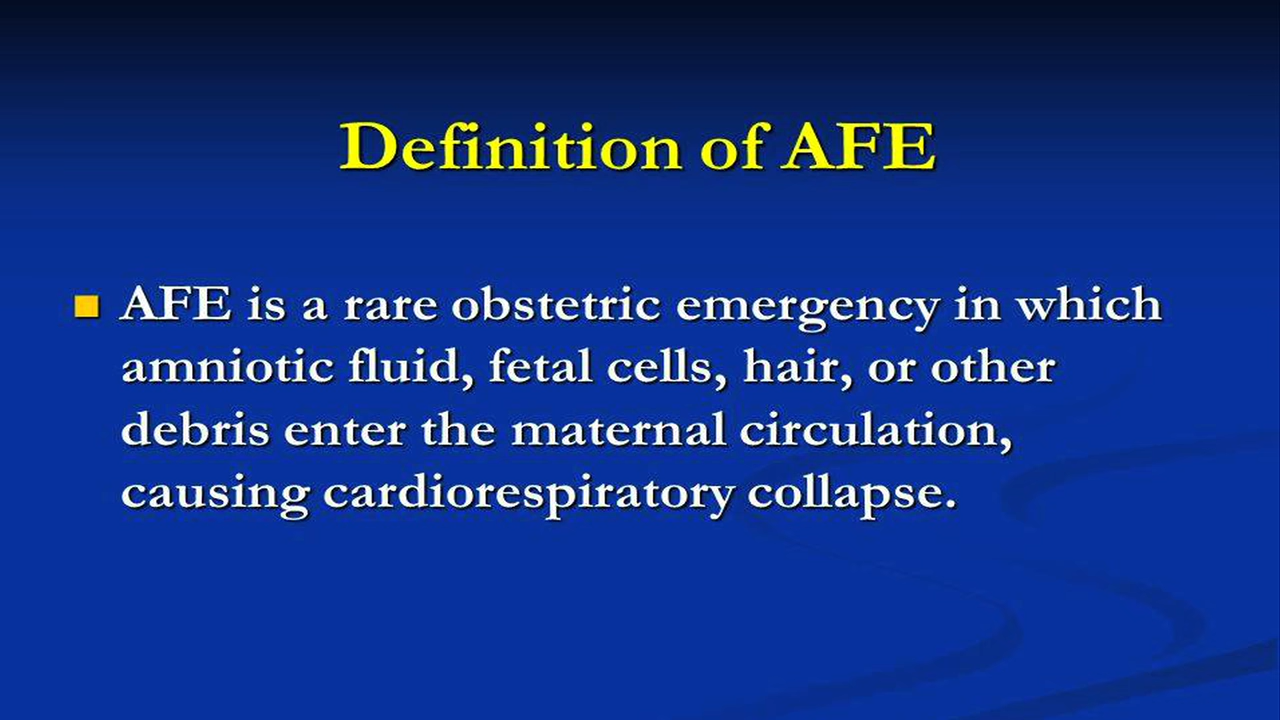 Definition of AFE
AFE is a rare obstetric emergency in which
amniotic fluid, fetal cells, hair, or other
debris enter the maternal circulation,
causing cardiorespiratory collapse.